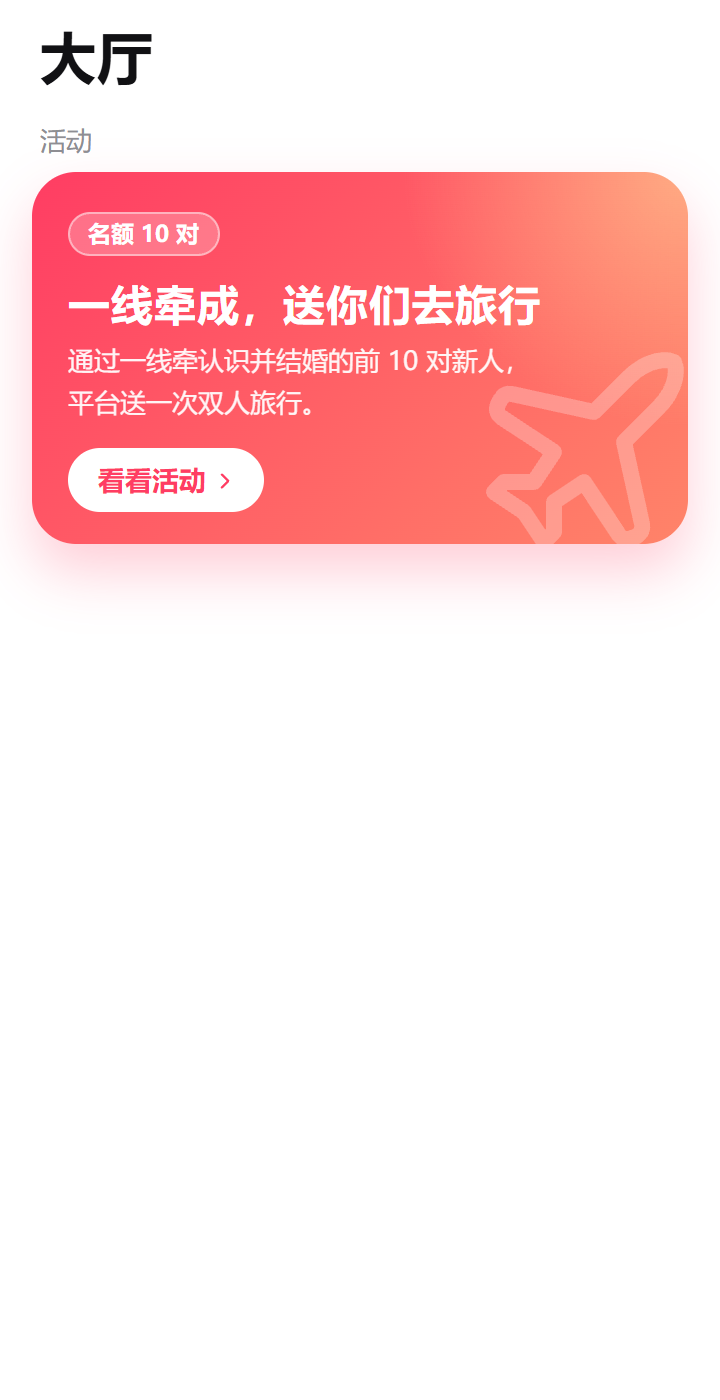 大厅
活动
名额 10 对
一线牵成，送你们去旅行
通过一线牵认识并结婚的前 10 对新人，
平台送一次双人旅行。
看看活动